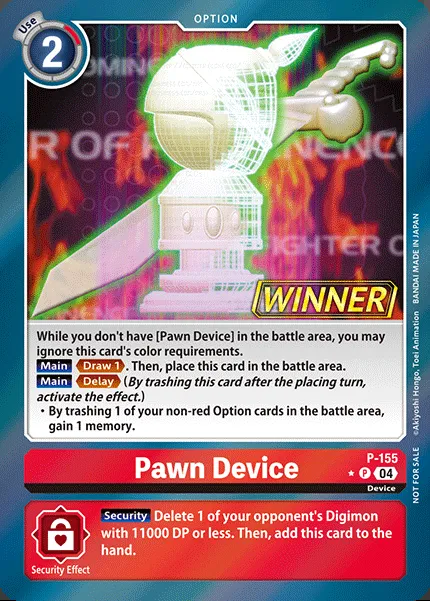 OPTION
Use
2
OMING
R OF P
NENC
GHTER O
WINNER
While you don't have [Pawn Device] in the battle area, you may
ignore this card's color requirements.
Main Draw 1. Then, place this card in the battle area.
Main Delay (By trashing this card after the placing turn,
activate the effect.)
・By trashing 1 of your non-red Option cards in the battle area,
gain 1 memory.
P-155
Pawn Device
P 04
Device
Security Delete 1 of your opponent's Digimon
with 11000 DP or less. Then, add this card to the
hand.
Security Effect
NOT FOR SALE ©Akiyoshi Hongo, Toei Animation BANDAI MADE IN JAPAN